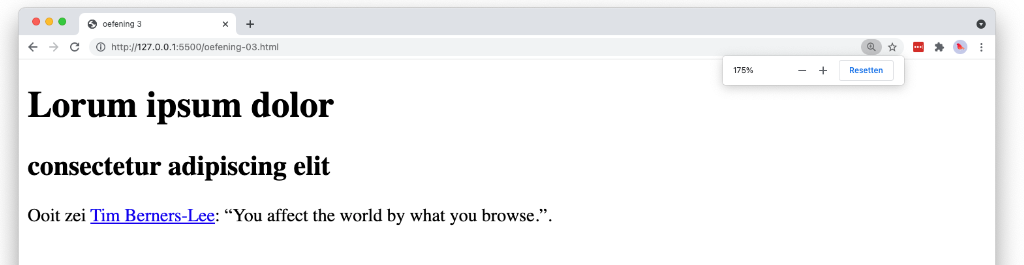 oefening 3
http://127.0.0.1:5500/oefening-03.html
175%
Resetten
Lorum ipsum dolor
consectetur adipiscing elit
Ooit zei Tim Berners-Lee: “You affect the world by what you browse.”.